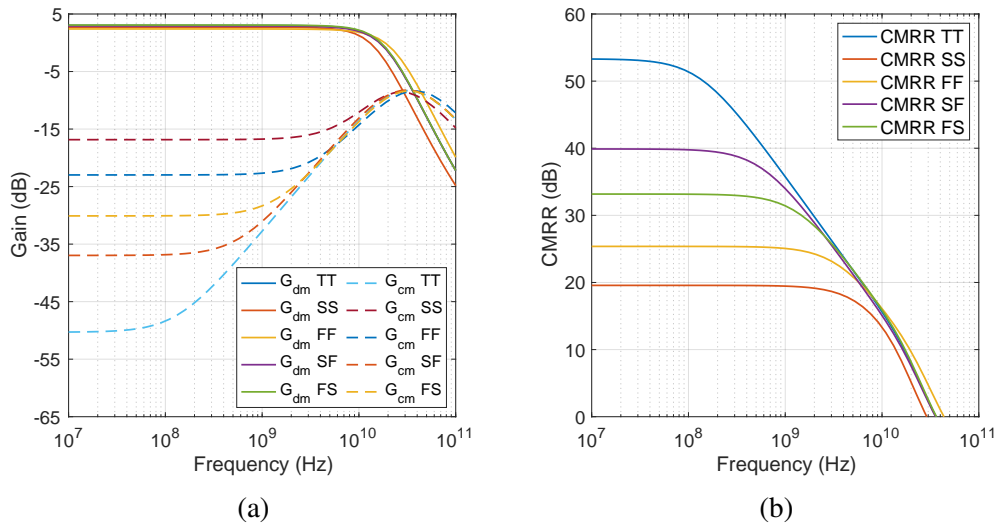 5
-5
-15
-25
-35
-45
-55
-65
Gain (dB)
10^7
10^8
10^9
10^10
10^11
Frequency (Hz)
G_dm TT
G_dm SS
G_dm FF
G_dm SF
G_dm FS
G_cm TT
G_cm SS
G_cm FF
G_cm SF
G_cm FS
(a)
60
50
40
30
20
10
0
CMRR (dB)
10^7
10^8
10^9
10^10
10^11
Frequency (Hz)
CMRR TT
CMRR SS
CMRR FF
CMRR SF
CMRR FS
(b)